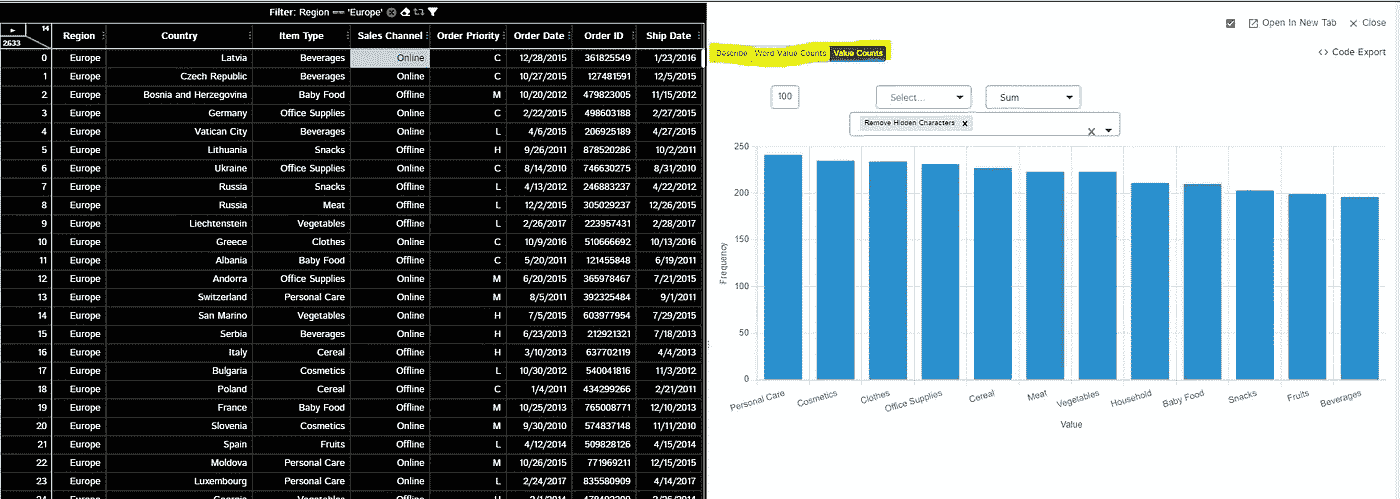 Filter: Region == 'Europe'
14
2633
Region Country Item Type Sales Channel Order Priority Order Date Order ID Ship Date
0 Europe Latvia Beverages Online C 12/28/2015 361825549 1/23/2016
1 Europe Czech Republic Beverages Online C 10/27/2015 127481591 12/5/2015
2 Europe Bosnia and Herzegovina Baby Food Online M 10/20/2012 479823005 11/15/2012
3 Europe Germany Office Supplies Online C 2/22/2015 498603188 2/27/2015
4 Europe Vatican City Beverages Online L 4/6/2015 206925189 4/27/2015
5 Europe Lithuania Snacks Offline H 9/26/2011 878520286 10/2/2011
6 Europe Ukraine Office Supplies Online C 8/14/2010 746630275 8/31/2010
7 Europe Russia Snacks Offline L 4/13/2012 246883237 4/22/2012
8 Europe Russia Meat Offline L 12/2/2015 305029237 12/26/2015
9 Europe Liechtenstein Vegetables Offline L 2/26/2017 223957431 2/28/2017
10 Europe Greece Clothes Online C 10/9/2016 510666692 10/13/2016
11 Europe Albania Baby Food Offline C 5/20/2011 121455848 6/19/2011
12 Europe Andorra Office Supplies Online M 6/20/2015 365978467 7/21/2015
13 Europe Switzerland Personal Care Online M 8/5/2011 392325484 9/1/2011
14 Europe San Marino Vegetables Online H 7/5/2015 603977954 7/29/2015
15 Europe Serbia Beverages Online H 6/23/2013 212921321 7/18/2013
16 Europe Italy Cereal Offline H 3/10/2013 637702119 4/4/2013
17 Europe Bulgaria Cosmetics Offline L 10/30/2012 540041816 11/3/2012
18 Europe Poland Cereal Offline C 1/4/2011 434299266 2/21/2011
19 Europe France Baby Food Offline M 10/25/2013 765008771 12/10/2013
20 Europe Slovenia Cosmetics Online M 9/30/2010 574837148 11/11/2010
21 Europe Spain Fruits Offline L 4/12/2014 509828126 4/15/2014
22 Europe Moldova Personal Care Online M 10/26/2015 771969211 12/15/2015
23 Europe Luxembourg Personal Care Online L 2/24/2017 835580909 4/14/2017
Open In New Tab Close
Describe Word Value Counts Value Counts
Code Export
100 Select... Sum
Remove Hidden Characters x
250
200
150
100
50
0
Frequency
Personal Care Cosmetics Clothes Office Supplies Cereal Meat Vegetables Household Baby Food Snacks Fruits Beverages
Value